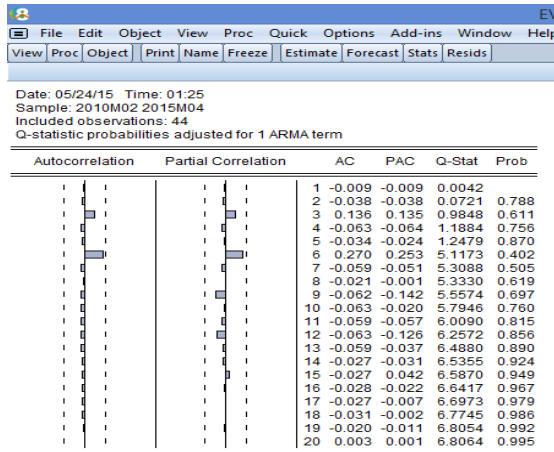 EV
File Edit Object View Proc Quick Options Add-ins Window Help
View Proc Object Print Name Freeze Estimate Forecast Stats Resids
Date: 05/24/15 Time: 01:25
Sample: 2010M02 2015M04
Included observations: 44
Q-statistic probabilities adjusted for 1 ARMA term
Autocorrelation Partial Correlation AC PAC Q-Stat Prob
1 -0.009 -0.009 0.0042
2 -0.038 -0.038 0.0721 0.788
3 0.136 0.135 0.9848 0.611
4 -0.063 -0.064 1.1884 0.756
5 -0.034 -0.024 1.2479 0.870
6 0.270 0.253 5.1173 0.402
7 -0.059 -0.051 5.3088 0.505
8 -0.021 -0.001 5.3330 0.619
9 -0.062 -0.142 5.5574 0.697
10 -0.063 -0.020 5.7946 0.760
11 -0.059 -0.057 6.0090 0.815
12 -0.063 -0.126 6.2572 0.856
13 -0.059 -0.037 6.4880 0.890
14 -0.027 -0.031 6.5355 0.924
15 -0.027 0.042 6.5870 0.949
16 -0.028 -0.022 6.6417 0.967
17 -0.027 -0.007 6.6973 0.979
18 -0.031 -0.002 6.7745 0.986
19 -0.020 -0.011 6.8054 0.992
20 0.003 0.001 6.8064 0.995